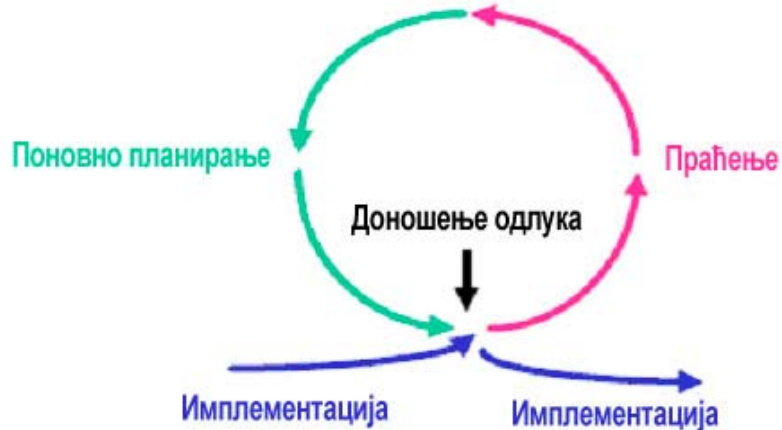 Поновно планирање
Праћење
Доношење одлука
Имплементација
Имплементација